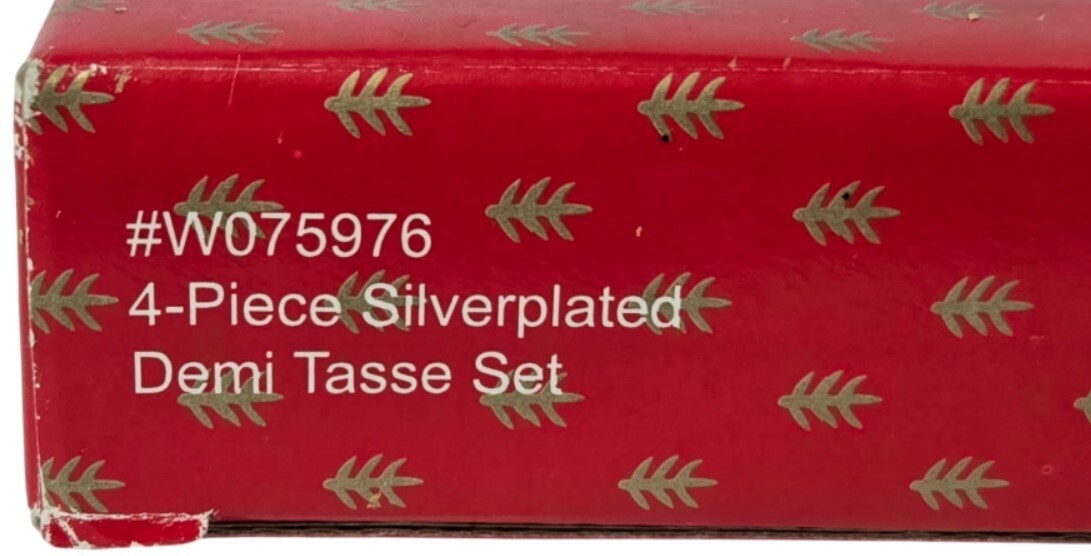 #W075976
4-Piece Silverplated
Demi Tasse Set